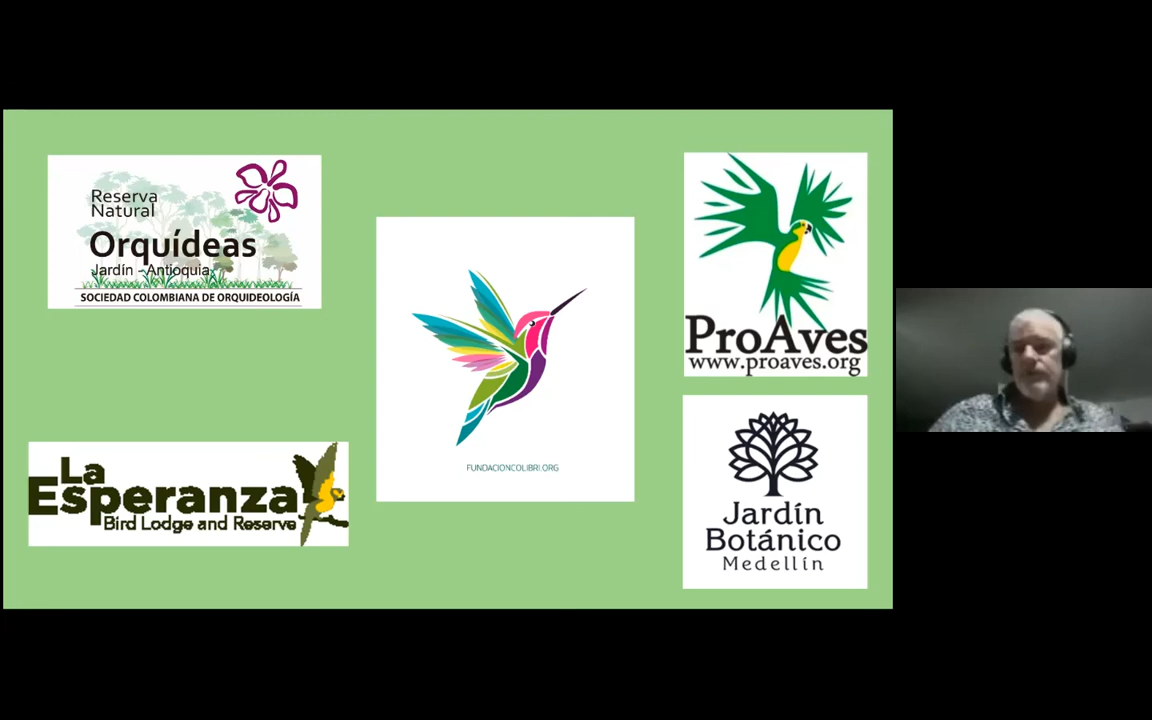 Reserva
Natural
Orquídeas
Jardín - Antioquia
SOCIEDAD COLOMBIANA DE ORQUIDEOLOGÍA
La
Esperanza
Bird Lodge and Reserve
FUNDACIONCOLIBRI.ORG
ProAves
www.proaves.org
Jardín
Botánico
Medellín